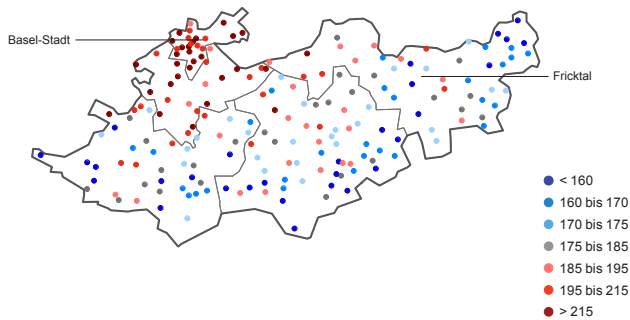 Basel-Stadt
Fricktal
< 160
160 bis 170
170 bis 175
175 bis 185
185 bis 195
195 bis 215
> 215